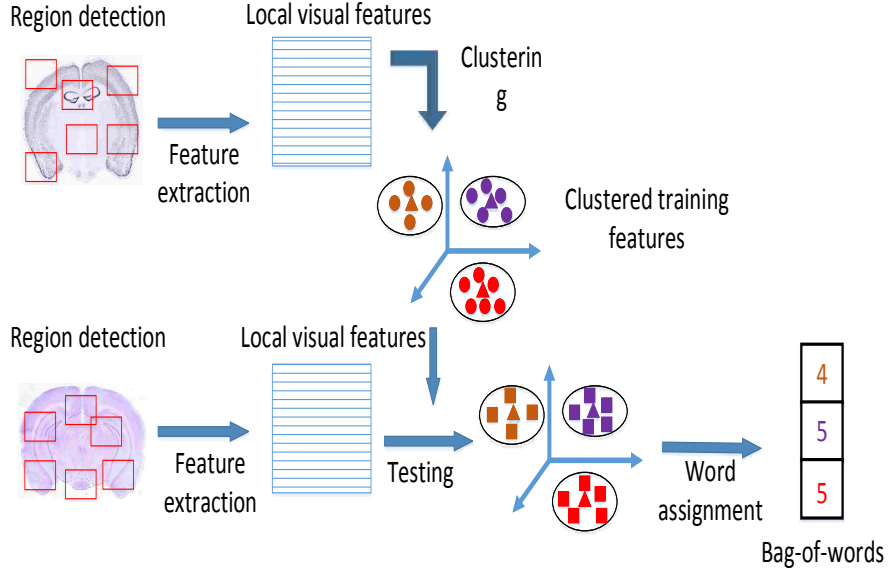 Region detection
Local visual features
Clusterin
g
Feature
extraction
Clustered training
features
Region detection
Local visual features
Feature
extraction
Testing
Word
assignment
4
5
5
Bag-of-words